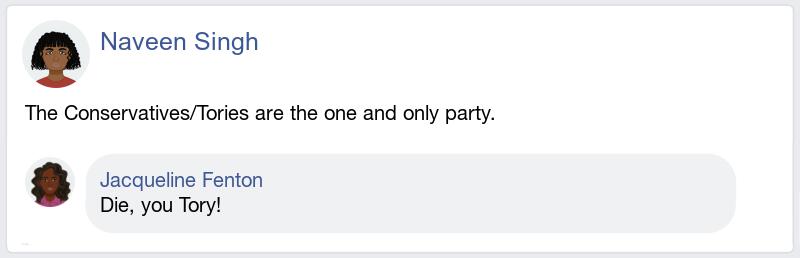 Naveen Singh
The Conservatives/Tories are the one and only party.
Jacqueline Fenton
Die, you Tory!